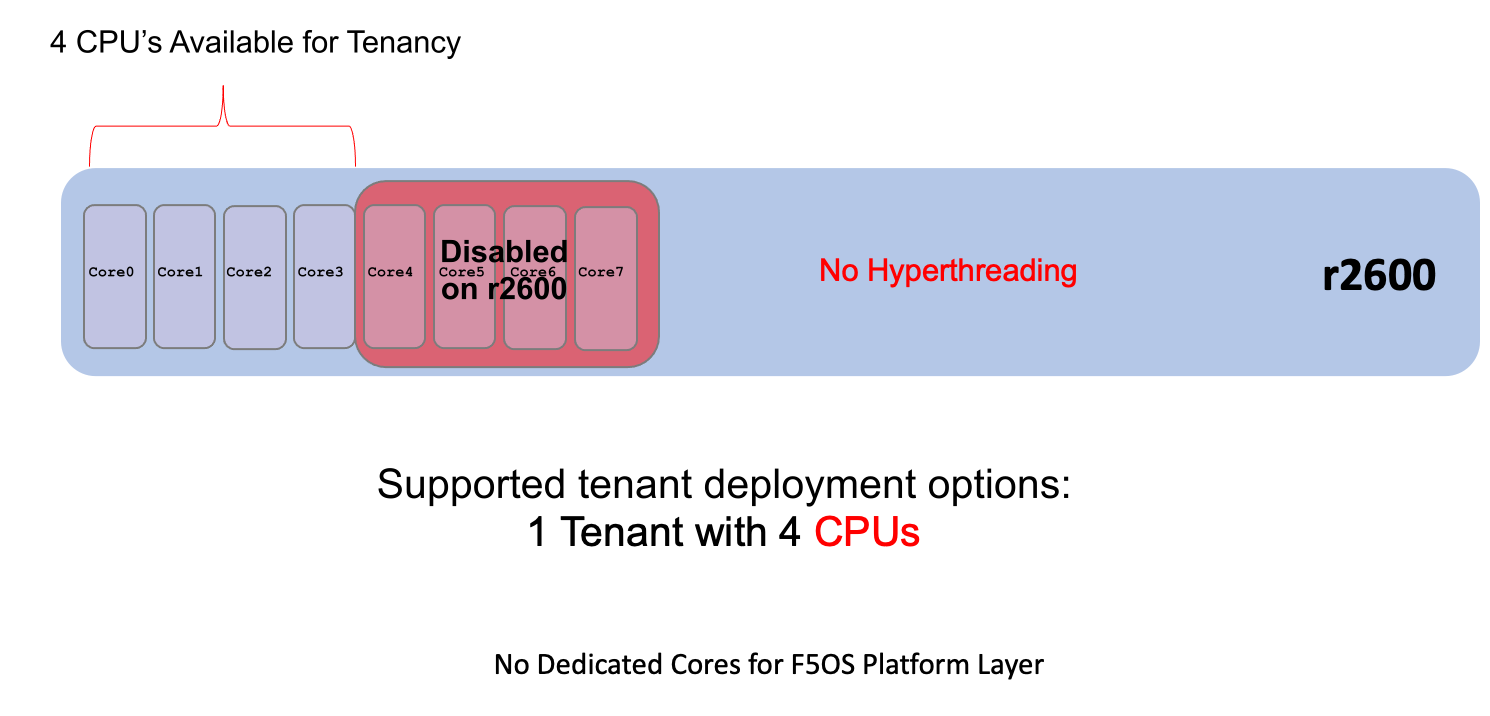 4 CPU’s Available for Tenancy
Core0 Core1 Core2 Core3 Core4 Core5 Core6 Core7
Disabled
on r2600
No Hyperthreading
r2600
Supported tenant deployment options:
1 Tenant with 4 CPUs
No Dedicated Cores for F5OS Platform Layer